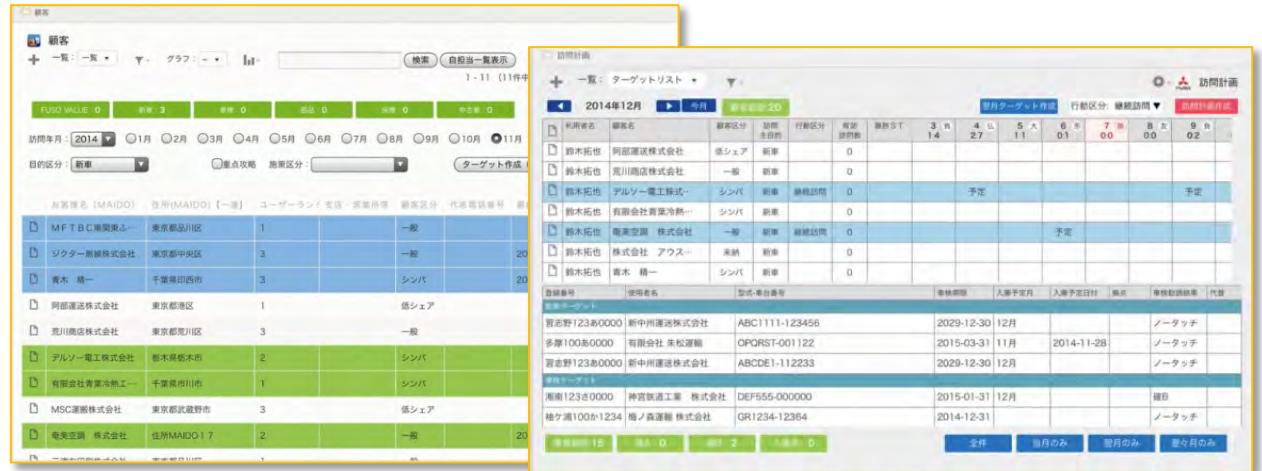 顧客
顧客
一覧: 一覧 グラフ: - 検索 自担当一覧表示
1 - 11 (11件中
FUSO VALUE : 0 新車 : 3 車検 : 0 部品 : 0 保険 : 0 中古車 : 0
訪問年月: 2014 1月 2月 3月 4月 5月 6月 7月 8月 9月 10月 11月
目的区分: 新車 重点攻略 施策区分: ターゲット作成
お客様名 (MAIDO) 住所(MAIDO)【一連】 ユーザーラン 支店・営業所等 顧客区分 代表電話番号
MFTBC南関東ふ… 東京都品川区 1 一般
ジクター無線株式会社 東京都中央区 3 一般 20
青木 精一 千葉県印西市 3 シンパ 20
阿部運送株式会社 東京都港区 1 低シェア
荒川商店株式会社 東京都荒川区 3 一般
デルソー電工株式会社 栃木県栃木市 2 シンパ
有限会社青葉冷熱工… 千葉県市川市 1 シンパ
MSC運搬株式会社 東京都武蔵野市 3 低シェア
奄美空調 株式会社 住所MAIDO17 2 一般 20
訪問計画
一覧: ターゲットリスト 訪問計画
2014年12月 今月 顧客総数:20 翌月ターゲット作成 行動区分: 継続訪問 ▼ 訪問計画作成
利用者名 顧客名 顧客区分 訪問主目的 行動区分 有効訪問数 商談ST 3 月 14 4 仏 27 5 大 11 6 赤 01 7 勝 00 8 友 00 9 負 02
鈴木拓也 阿部運送株式会社 低シェア 新車 0
鈴木拓也 荒川商店株式会社 一般 新車 0
鈴木拓也 デルソー電工株式… シンパ 新車 継続訪問 0 予定 予定
鈴木拓也 有限会社青葉冷熱… シンパ 新車 0
鈴木拓也 奄美空調 株式会社 一般 新車 継続訪問 0 予定
鈴木拓也 株式会社 アウス… 未納 新車 0
鈴木拓也 青木 精一 シンパ 新車 0
登録番号 使用者名 型式-車台番号 車検期限 入庫予定月 入庫予定日付 拠点 車検勧誘結果 代替
習志野123あ0000 新中州運送株式会社 ABC1111-123456 2029-12-30 12月 ノータッチ
多摩100あ0000 有限会社 朱松運輸 OPQRST-001122 2015-03-31 11月 2014-11-28 ノータッチ
習志野123あ0000 新中州運送株式会社 ABCDE1-112233 2029-12-30 12月 ノータッチ
湘南123さ0000 神宮鉄道工業 株式会社 DEF555-000000 2015-01-31 12月 確B
袖ケ浦100か1234 梅ノ森運輸 株式会社 GR1234-12364 2014-12-31 ノータッチ
全件 当月のみ 翌月のみ 翌々月のみ